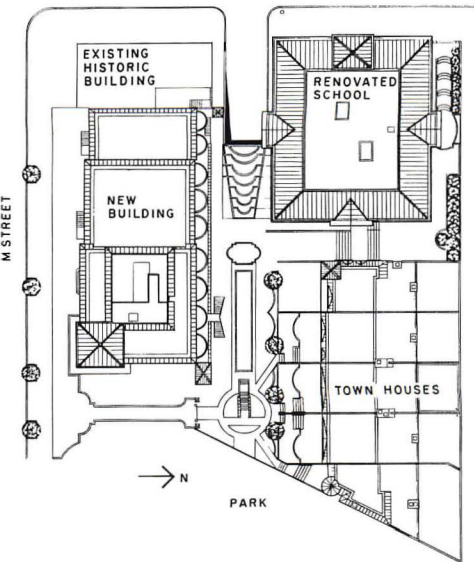 EXISTING
HISTORIC
BUILDING
RENOVATED
SCHOOL
M STREET
NEW
BUILDING
TOWN HOUSES
N
PARK